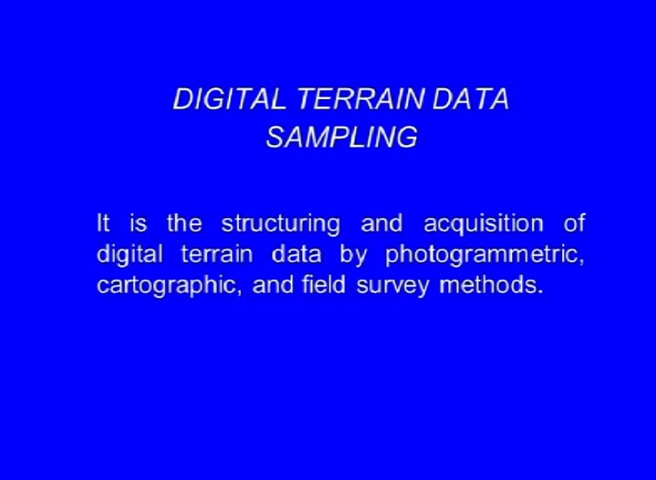 DIGITAL TERRAIN DATA
SAMPLING
It is the structuring and acquisition of
digital terrain data by photogrammetric,
cartographic, and field survey methods.